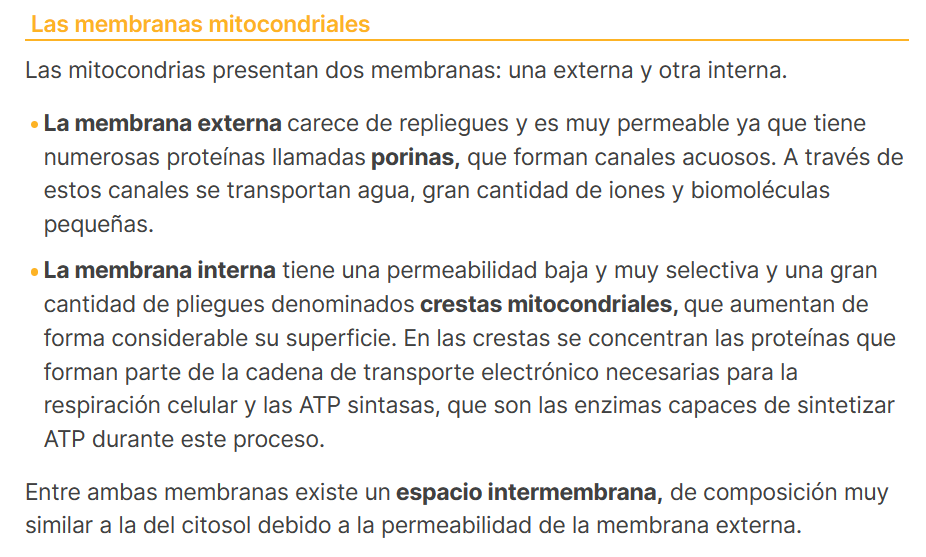 Las membranas mitocondriales
Las mitocondrias presentan dos membranas: una externa y otra interna.
• La membrana externa carece de repliegues y es muy permeable ya que tiene
numerosas proteínas llamadas porinas, que forman canales acuosos. A través de
estos canales se transportan agua, gran cantidad de iones y biomoléculas
pequeñas.
• La membrana interna tiene una permeabilidad baja y muy selectiva y una gran
cantidad de pliegues denominados crestas mitocondriales, que aumentan de
forma considerable su superficie. En las crestas se concentran las proteínas que
forman parte de la cadena de transporte electrónico necesarias para la
respiración celular y las ATP sintasas, que son las enzimas capaces de sintetizar
ATP durante este proceso.
Entre ambas membranas existe un espacio intermembrana, de composición muy
similar a la del citosol debido a la permeabilidad de la membrana externa.